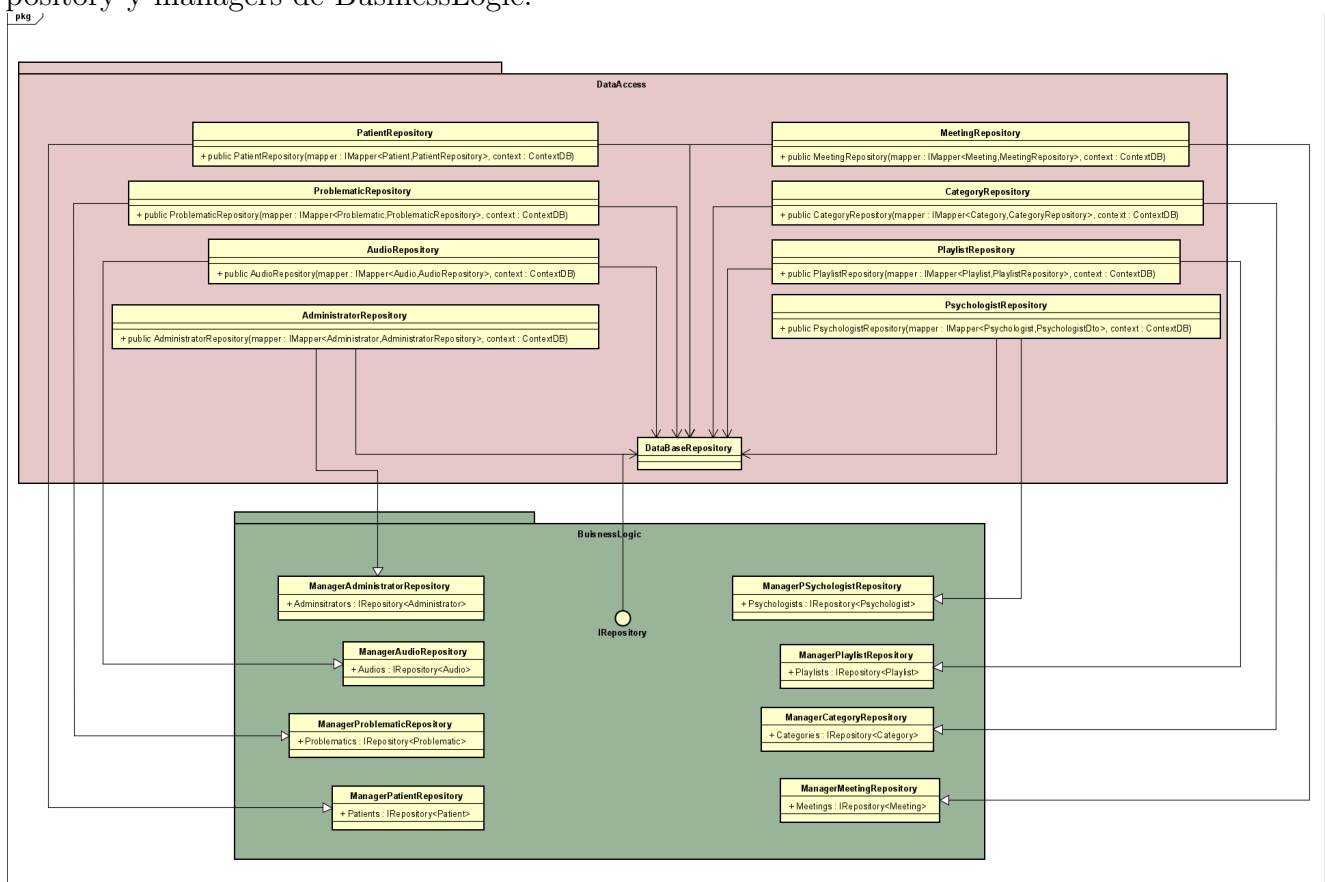 pository y managers de BusinessLogic.
pkg
DataAccess
PatientRepository
+ public PatientRepository(mapper : IMapper<Patient,PatientRepository>, context : ContextDB)
MeetingRepository
+ public MeetingRepository(mapper : IMapper<Meeting,MeetingRepository>, context : ContextDB)
ProblematicRepository
+ public ProblematicRepository(mapper : IMapper<Problematic,ProblematicRepository>, context : ContextDB)
CategoryRepository
+ public CategoryRepository(mapper : IMapper<Category,CategoryRepository>, context : ContextDB)
AudioRepository
+ public AudioRepository(mapper : IMapper<Audio,AudioRepository>, context : ContextDB)
PlaylistRepository
+ public PlaylistRepository(mapper : IMapper<Playlist,PlaylistRepository>, context : ContextDB)
AdministratorRepository
+ public AdministratorRepository(mapper : IMapper<Administrator,AdministratorRepository>, context : ContextDB)
PsychologistRepository
+ public PsychologistRepository(mapper : IMapper<Psychologist,PsychologistDto>, context : ContextDB)
DataBaseRepository
BuisnessLogic
ManagerAdministratorRepository
+ Adminsitrators : IRepository<Administrator>
ManagerPSychologistRepository
+ Psychologists : IRepository<Psychologist>
IRepository
ManagerAudioRepository
+ Audios : IRepository<Audio>
ManagerPlaylistRepository
+ Playlists : IRepository<Playlist>
ManagerProblematicRepository
+ Problematics : IRepository<Problematic>
ManagerCategoryRepository
+ Categories : IRepository<Category>
ManagerPatientRepository
+ Patients : IRepository<Patient>
ManagerMeetingRepository
+ Meetings : IRepository<Meeting>